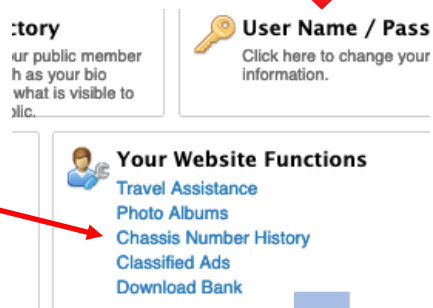 ctory
ur public member
h as your bio
what is visible to
blic.
User Name / Pass
Click here to change your
information.
Your Website Functions
Travel Assistance
Photo Albums
Chassis Number History
Classified Ads
Download Bank